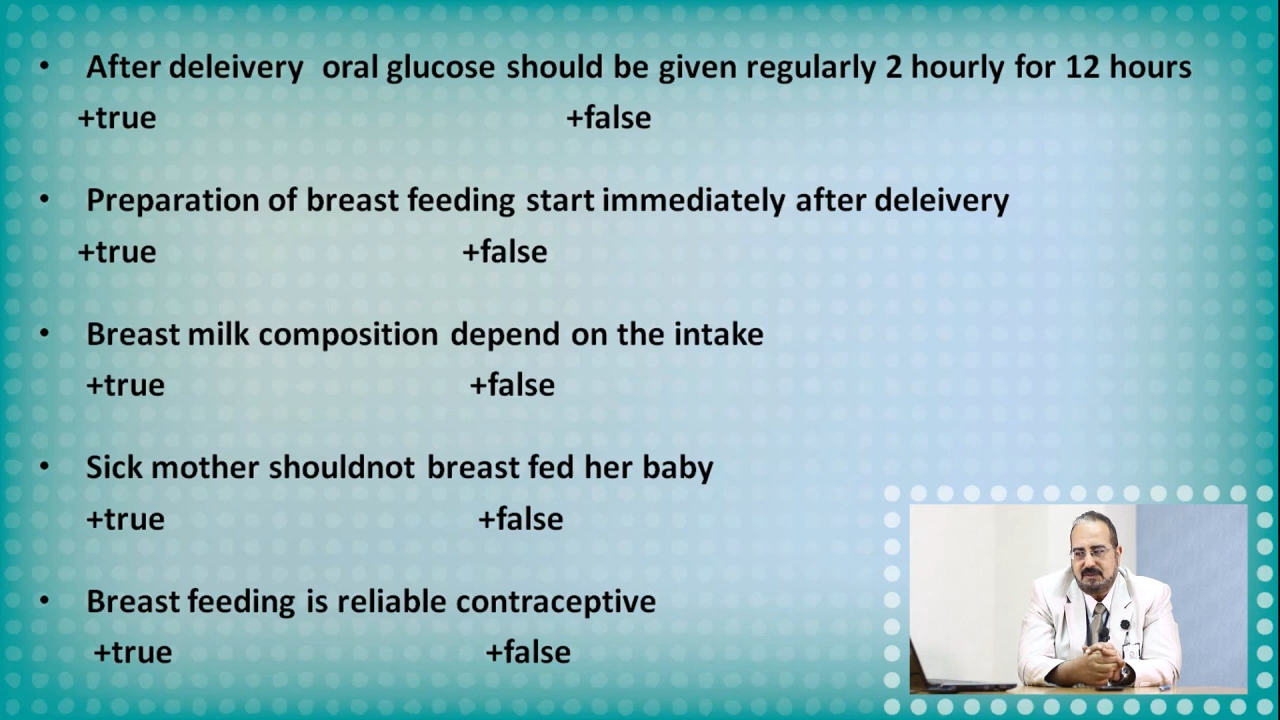 • After deleivery oral glucose should be given regularly 2 hourly for 12 hours
+true +false
• Preparation of breast feeding start immediately after deleivery
+true +false
• Breast milk composition depend on the intake
+true +false
• Sick mother shouldnot breast fed her baby
+true +false
• Breast feeding is reliable contraceptive
+true +false